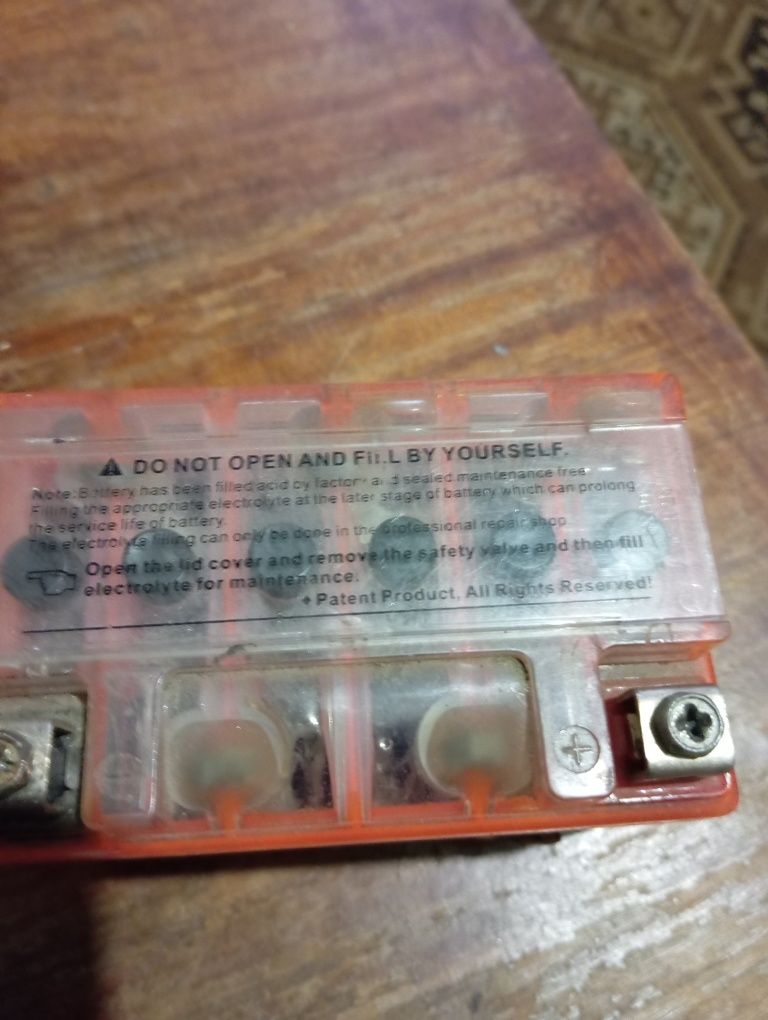 DO NOT OPEN AND FILL BY YOURSELF.
Note: Battery has been filled acid by factory and sealed maintenance free
Filling the appropriate electrolyte at the later stage of battery which can prolong
the service life of battery.
The electrolyte filling can only be done in the professional repair shop
Open the lid cover and remove the safety valve and then fill
electrolyte for maintenance.
+ Patent Product, All Rights Reserved!
+